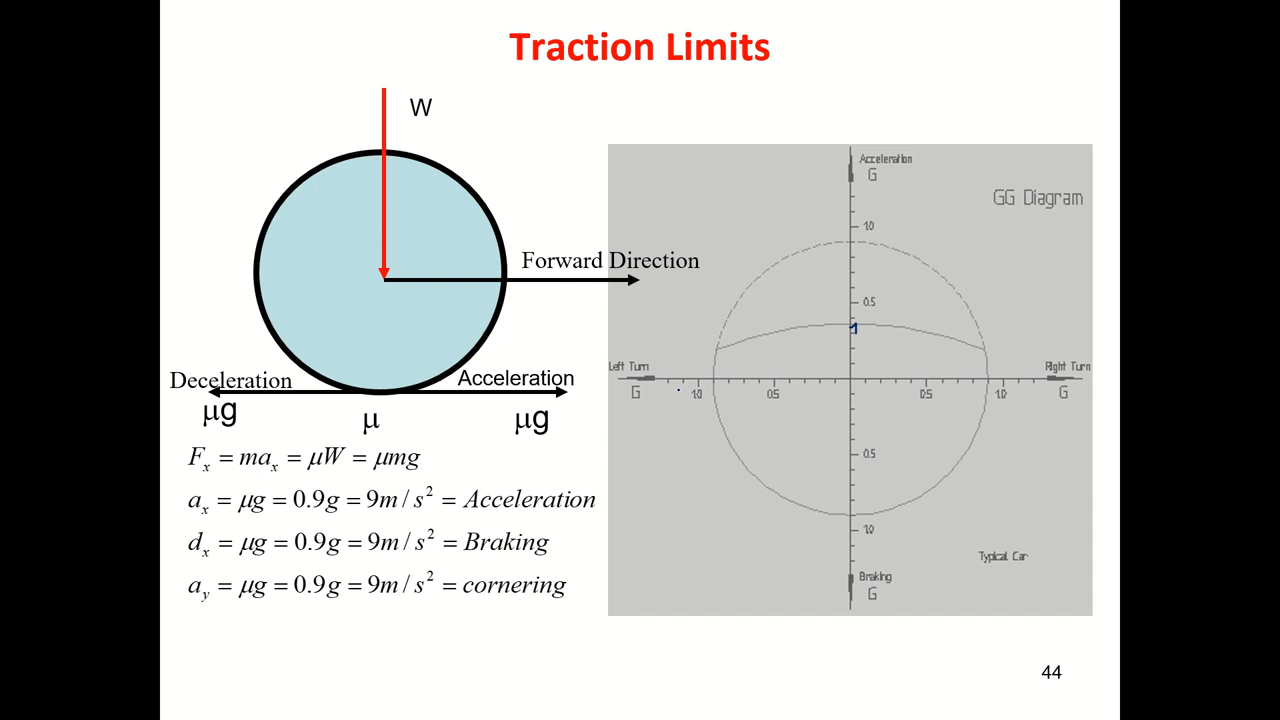 Traction Limits
W
Forward Direction
Deceleration
Acceleration
μg
μ
μg
F_x = ma_x = μW = μmg
a_x = μg = 0.9g = 9m / s^2 = Acceleration
d_x = μg = 0.9g = 9m / s^2 = Braking
a_y = μg = 0.9g = 9m / s^2 = cornering
Acceleration
G
GG Diagram
1.0
0.5
1
Left Turn
Right Turn
G
1.0
0.5
0.5
1.0
G
0.5
1.0
Typical Car
Braking
G
44